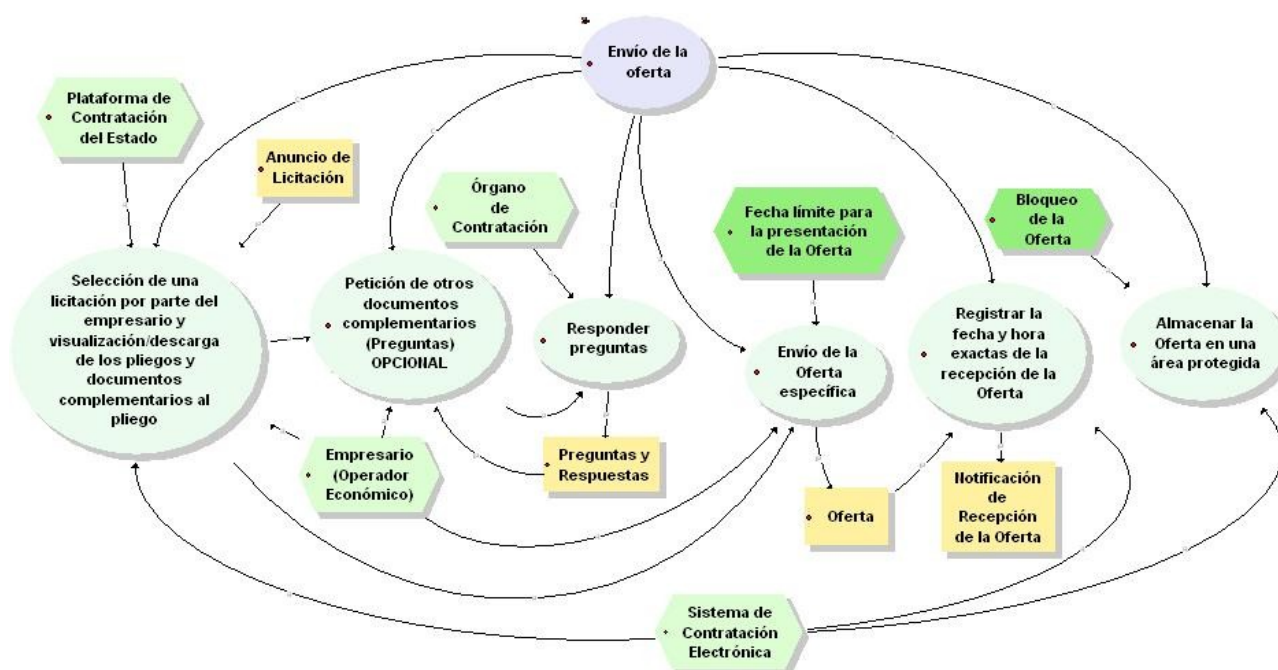 Envío de la
oferta
Plataforma de
Contratación
del Estado
Anuncio de
Licitación
Órgano
de
Contratación
Fecha límite para
la presentación
de la Oferta
Bloqueo
de la
Oferta
Selección de una
licitación por parte del
empresario y
visualización/descarga
de los pliegos y
documentos
complementarios al
pliego
Petición de otros
documentos
complementarios
(Preguntas)
OPCIONAL
Responder
preguntas
Envío de la
Oferta
específica
Registrar la
fecha y hora
exactas de la
recepción de la
Oferta
Almacenar la
Oferta en una
área protegida
Empresario
(Operador
Económico)
Preguntas y
Respuestas
Oferta
Notificación
de
Recepción
de la Oferta
Sistema de
Contratación
Electrónica